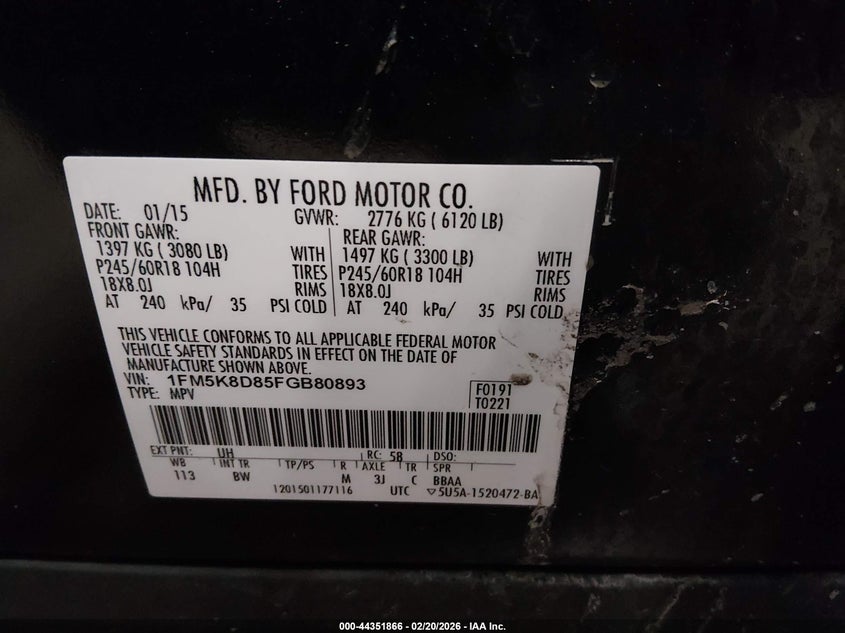 MFD. BY FORD MOTOR CO.
DATE: 01/15 GVWR: 2776 KG ( 6120 LB)
FRONT GAWR: REAR GAWR:
1397 KG ( 3080 LB) WITH 1497 KG ( 3300 LB) WITH
P245/60R18 104H TIRES P245/60R18 104H TIRES
18X8.0J RIMS 18X8.0J RIMS
AT 240 kPa/ 35 PSI COLD AT 240 kPa/ 35 PSI COLD
THIS VEHICLE CONFORMS TO ALL APPLICABLE FEDERAL MOTOR
VEHICLE SAFETY STANDARDS IN EFFECT ON THE DATE OF
MANUFACTURE SHOWN ABOVE.
VIN: 1FM5K8D85FGB80893 F0191
TYPE: MPV T0221
EXT PNT: UH RC: 5B DSO:
WB INT TR TP/PS R AXLE TR SPR
113 BW M 3J C BBAA
1201501177116 UTC ▽5U5A-1520472-BA
000-44351866 - 02/20/2026 - IAA Inc.